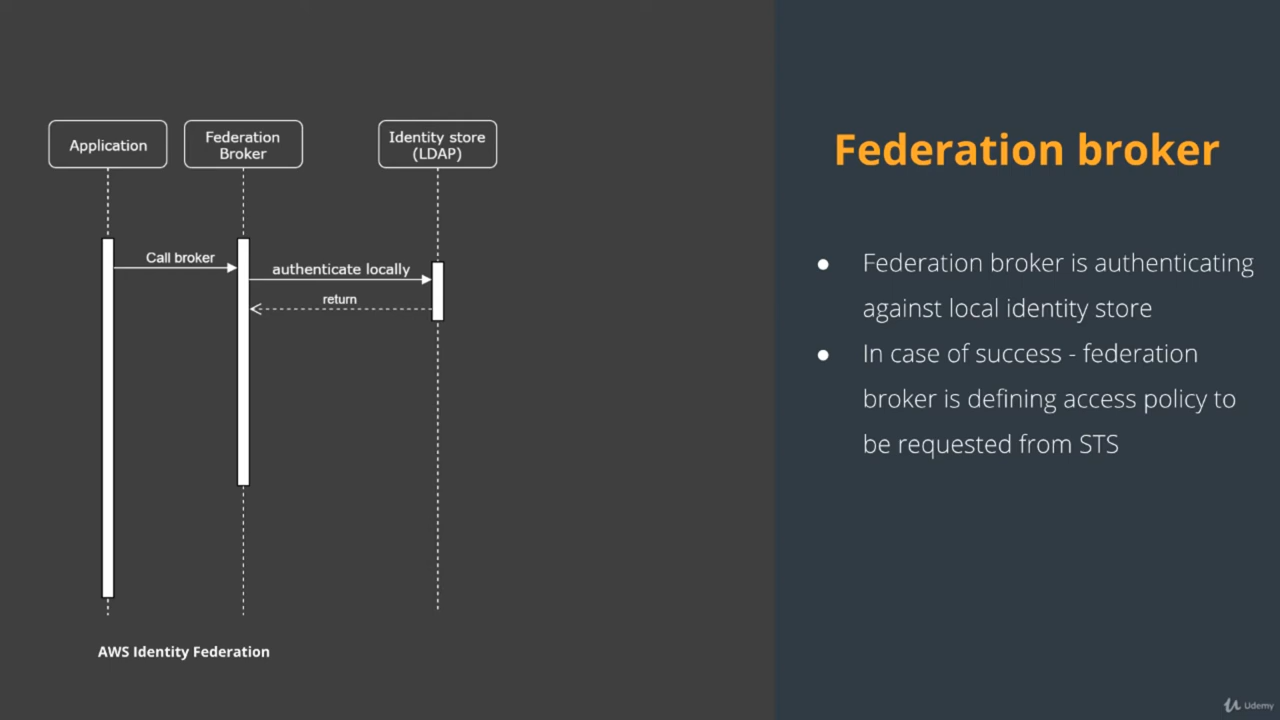 Application
Federation
Broker
Identity store
(LDAP)
Call broker
authenticate locally
return
AWS Identity Federation
Federation broker
● Federation broker is authenticating
against local identity store
● In case of success - federation
broker is defining access policy to
be requested from STS
Udemy